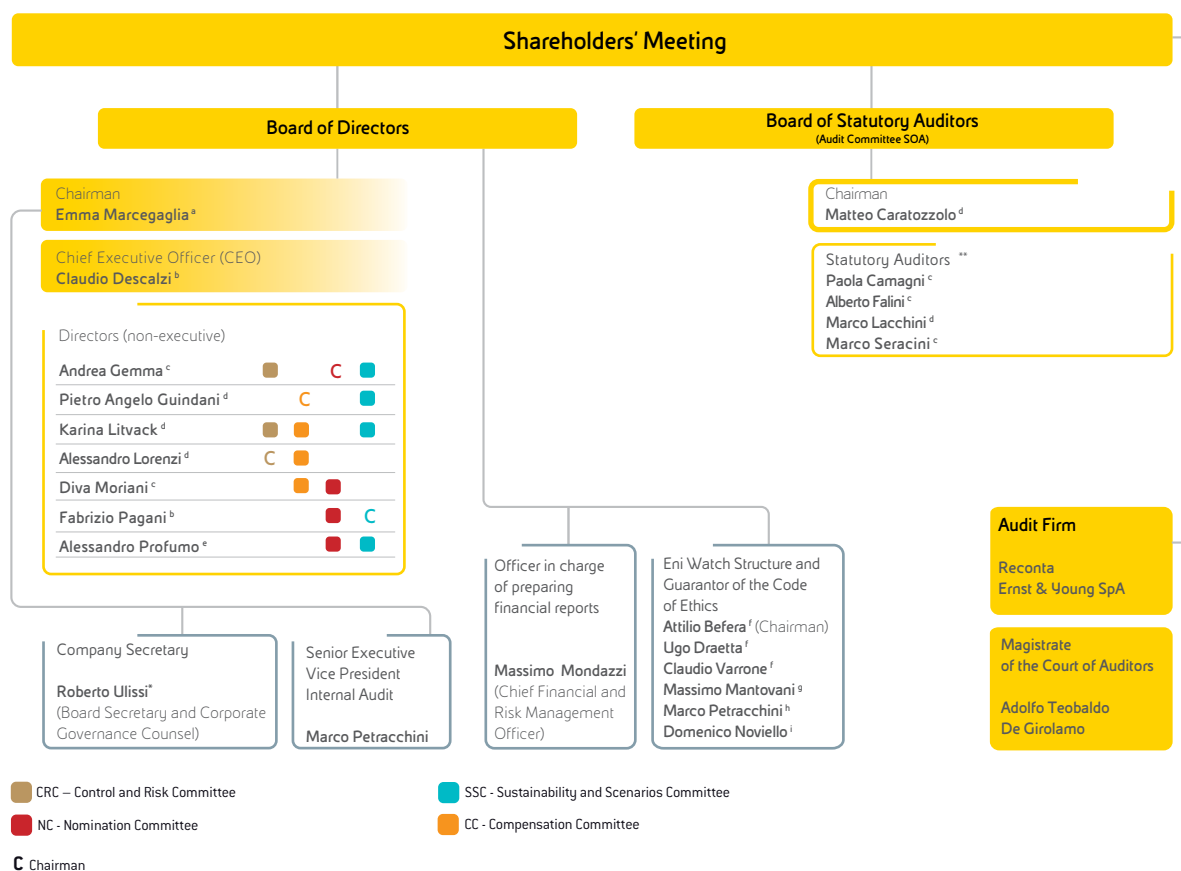 Shareholders’ Meeting
Board of Directors
Board of Statutory Auditors
(Audit Committee SOA)
Chairman
Emma Marcegaglia a
Chief Executive Officer (CEO)
Claudio Descalzi b
Directors (non-executive)
Andrea Gemma c C
Pietro Angelo Guindani d C
Karina Litvack d
Alessandro Lorenzi d C
Diva Moriani c
Fabrizio Pagani b C
Alessandro Profumo e
Chairman
Matteo Caratozzolo d
Statutory Auditors **
Paola Camagni c
Alberto Falini c
Marco Lacchini d
Marco Seracini c
Company Secretary
Roberto Ulissi*
(Board Secretary and Corporate
Governance Counsel)
Senior Executive
Vice President
Internal Audit
Marco Petracchini
Officer in charge
of preparing
financial reports
Massimo Mondazzi
(Chief Financial and
Risk Management
Officer)
Eni Watch Structure and
Guarantor of the Code
of Ethics
Attilio Befera f (Chairman)
Ugo Draetta f
Claudio Varrone f
Massimo Mantovani g
Marco Petracchini h
Domenico Noviello i
Audit Firm
Reconta
Ernst & Young SpA
Magistrate
of the Court of Auditors
Adolfo Teobaldo
De Girolamo
CRC – Control and Risk Committee
SSC - Sustainability and Scenarios Committee
NC - Nomination Committee
CC - Compensation Committee
C Chairman